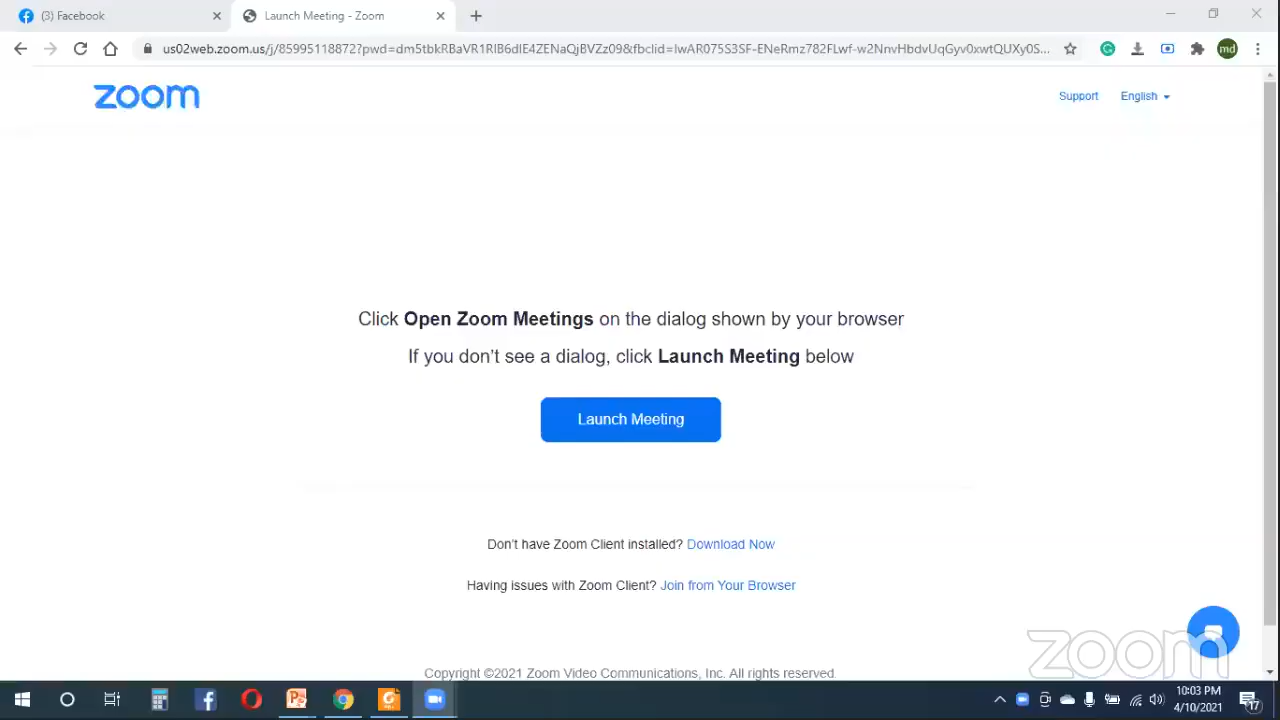 (3) Facebook
Launch Meeting - Zoom
us02web.zoom.us/j/85995118872?pwd=dm5tbkRBaVR1RlB6dlE4ZENaQjBVZz09&fbclid=IwAR075S3SF-ENeRmz782FLwf-w2NnvHbdvUqGyv0xwtQUXy0S...
md
zoom
Support
English
Click Open Zoom Meetings on the dialog shown by your browser
If you don't see a dialog, click Launch Meeting below
Launch Meeting
Don't have Zoom Client installed? Download Now
Having issues with Zoom Client? Join from Your Browser
zoom
Copyright ©2021 Zoom Video Communications, Inc. All rights reserved.
10:03 PM
4/10/2021
17